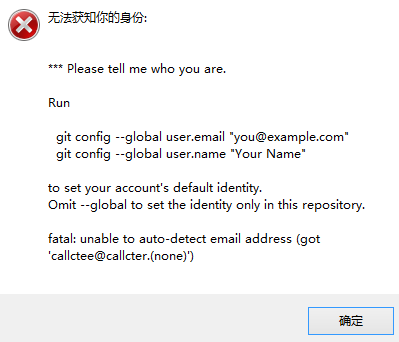 无法获知你的身份:
*** Please tell me who you are.
Run
git config --global user.email "you@example.com"
git config --global user.name "Your Name"
to set your account's default identity.
Omit --global to set the identity only in this repository.
fatal: unable to auto-detect email address (got
'callctee@callcter.(none)')
确定